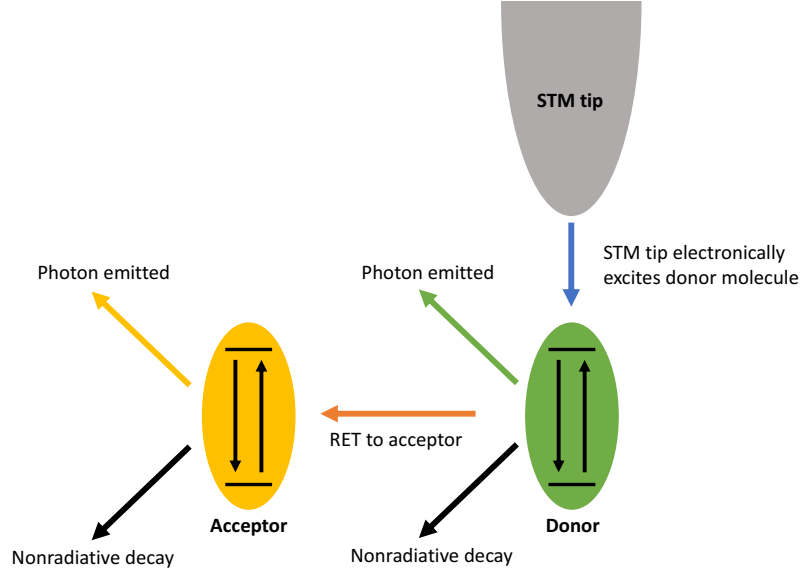 STM tip
STM tip electronically
excites donor molecule
Photon emitted
Photon emitted
RET to acceptor
Acceptor
Donor
Nonradiative decay
Nonradiative decay